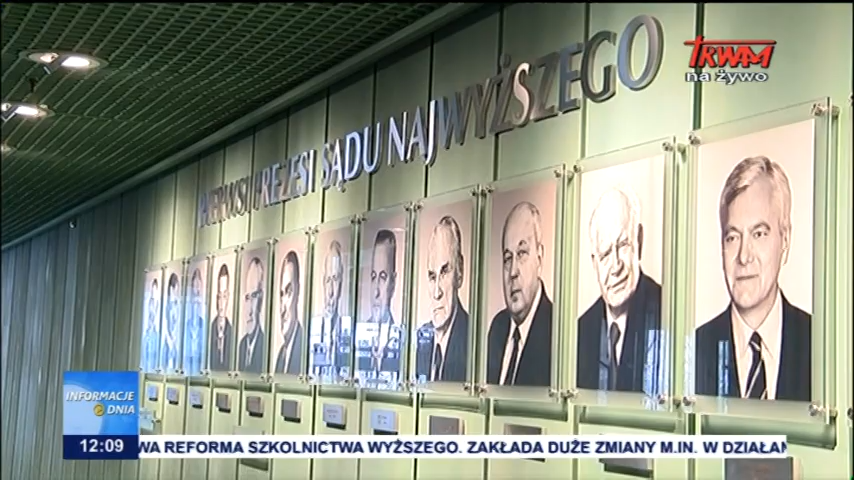 PIERWSI PREZESI SĄDU NAJWYŻSZEGO
TRWAM
na żywo
INFORMACJE
DNIA
12:09
WA REFORMA SZKOLNICTWA WYŻSZEGO. ZAKŁADA DUŻE ZMIANY M.IN. W DZIAŁAN